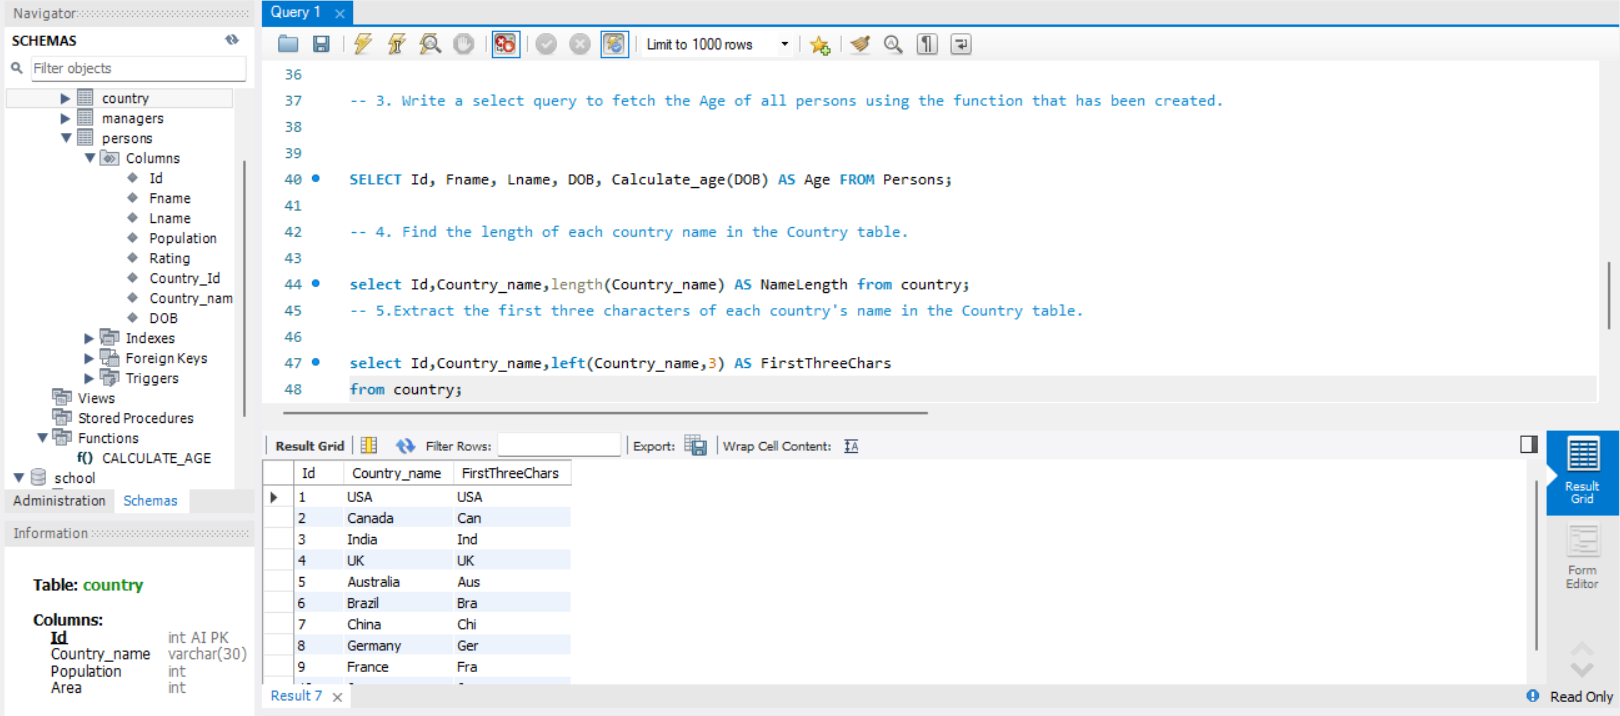 Navigator
SCHEMAS
Filter objects
country
managers
persons
Columns
Id
Fname
Lname
Population
Rating
Country_Id
Country_nam
DOB
Indexes
Foreign Keys
Triggers
Views
Stored Procedures
Functions
f() CALCULATE_AGE
school
Administration Schemas
Information
Table: country
Columns:
Id int AI PK
Country_name varchar(30)
Population int
Area int
Query 1
Limit to 1000 rows
36
37 -- 3. Write a select query to fetch the Age of all persons using the function that has been created.
38
39
40 SELECT Id, Fname, Lname, DOB, Calculate_age(DOB) AS Age FROM Persons;
41
42 -- 4. Find the length of each country name in the Country table.
43
44 select Id,Country_name,length(Country_name) AS NameLength from country;
45 -- 5.Extract the first three characters of each country's name in the Country table.
46
47 select Id,Country_name,left(Country_name,3) AS FirstThreeChars
48 from country;
Result Grid Filter Rows: Export: Wrap Cell Content:
Id Country_name FirstThreeChars
1 USA USA
2 Canada Can
3 India Ind
4 UK UK
5 Australia Aus
6 Brazil Bra
7 China Chi
8 Germany Ger
9 France Fra
Result 7
Result
Grid
Form
Editor
Read Only